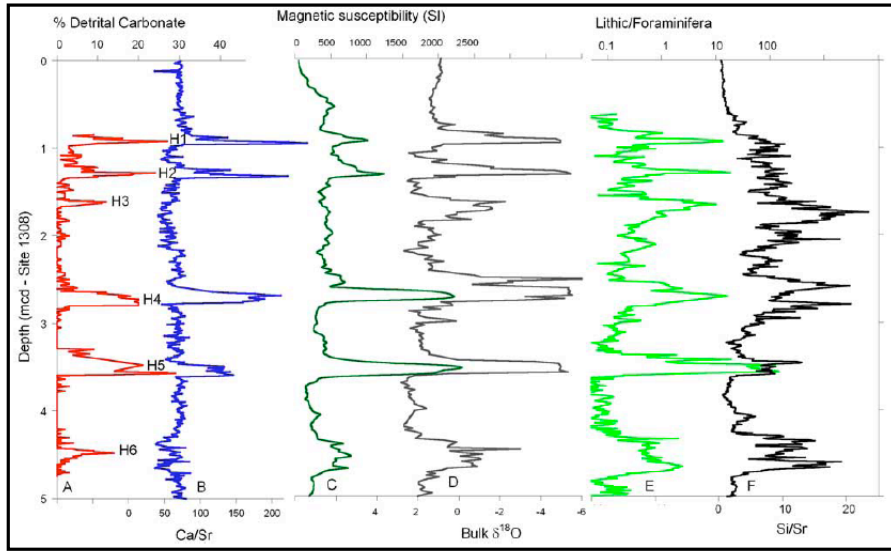 % Detrital Carbonate
Magnetic susceptibility (SI)
Lithic/Foraminifera
0 10 20 30 40
0 500 1000 1500 2000 2500
0.1 1 10 100
0
1
2
3
4
5
Depth (mcd - Site 1308)
H1
H2
H3
H4
H5
H6
A B C D E F
0 50 100 150 200
4 2 0 -2 -4 -6
0 10 20
Ca/Sr
Bulk δ18O
Si/Sr